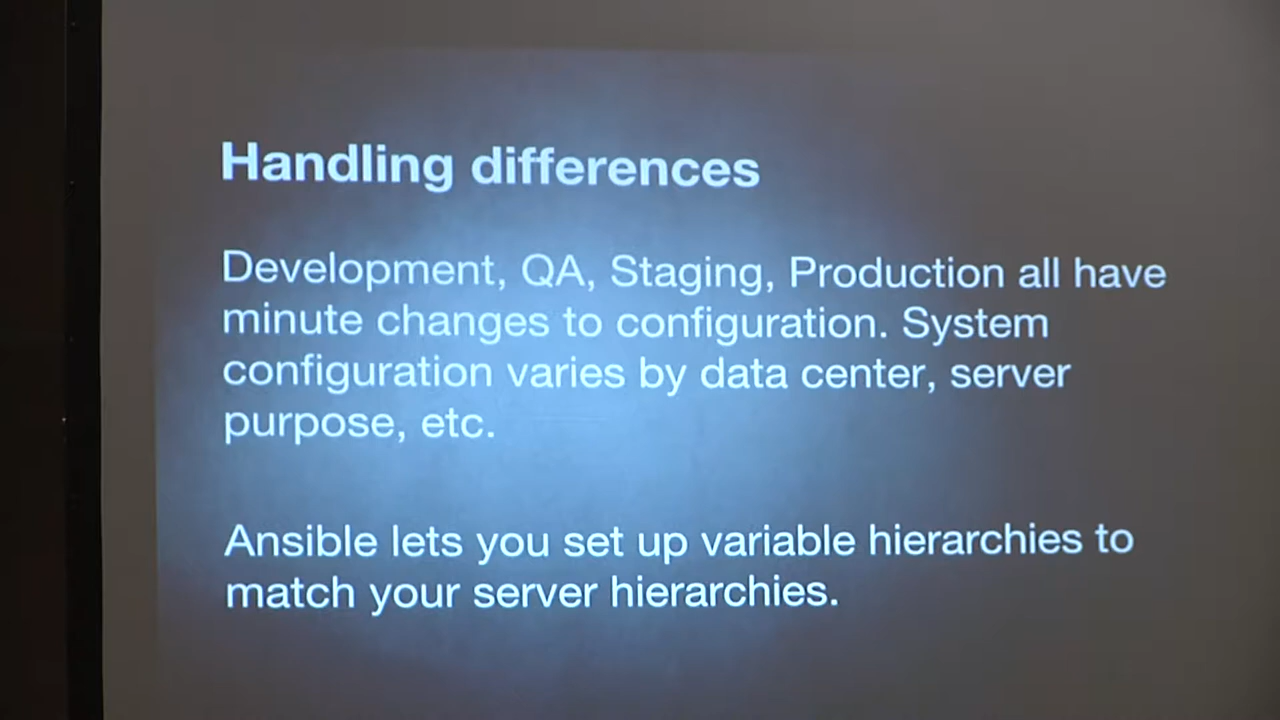 Handling differences
Development, QA, Staging, Production all have
minute changes to configuration. System
configuration varies by data center, server
purpose, etc.
Ansible lets you set up variable hierarchies to
match your server hierarchies.